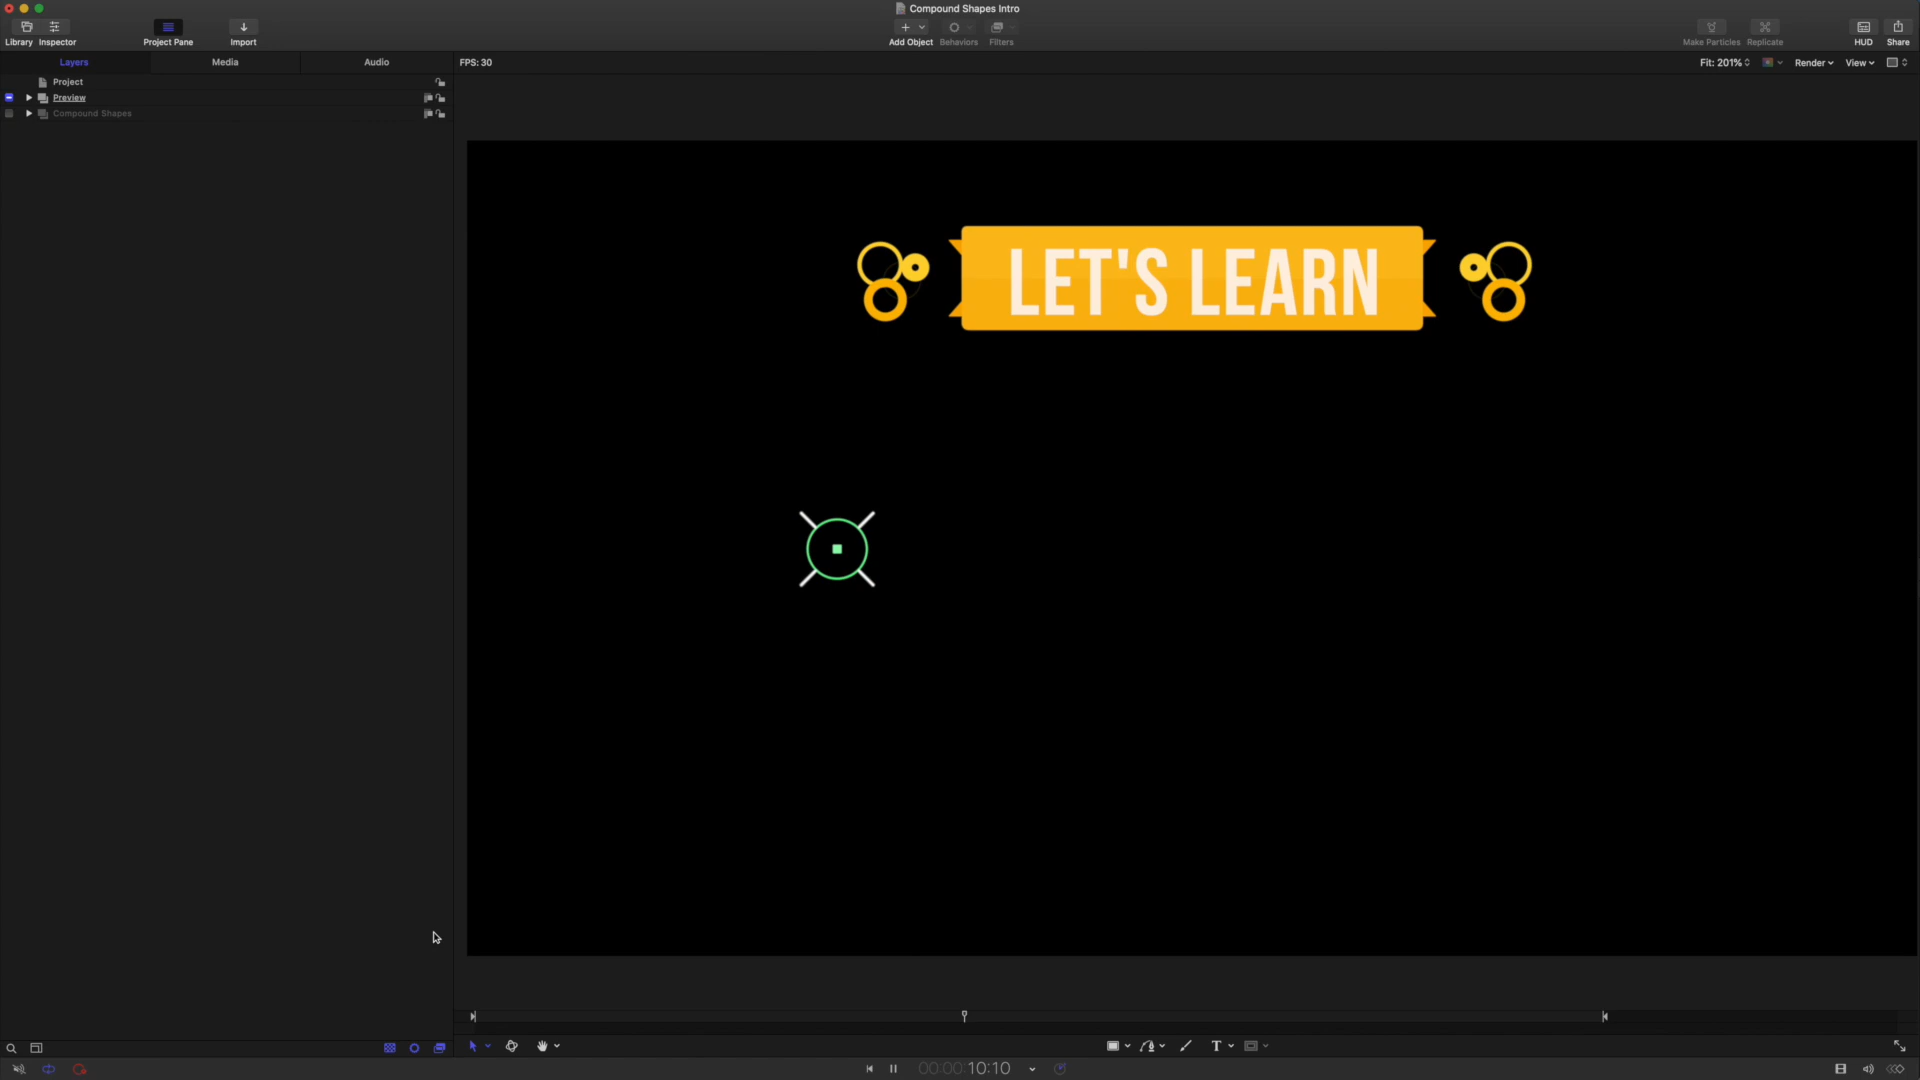 Compound Shapes Intro
Library
Inspector
Project Pane
Import
Add Object
Behaviors
Filters
Make Particles
Replicate
HUD
Share
Layers
Media
Audio
FPS: 30
Fit: 201%
Render
View
Project
Preview
Compound Shapes
LET'S LEARN
T
00:00:10:10